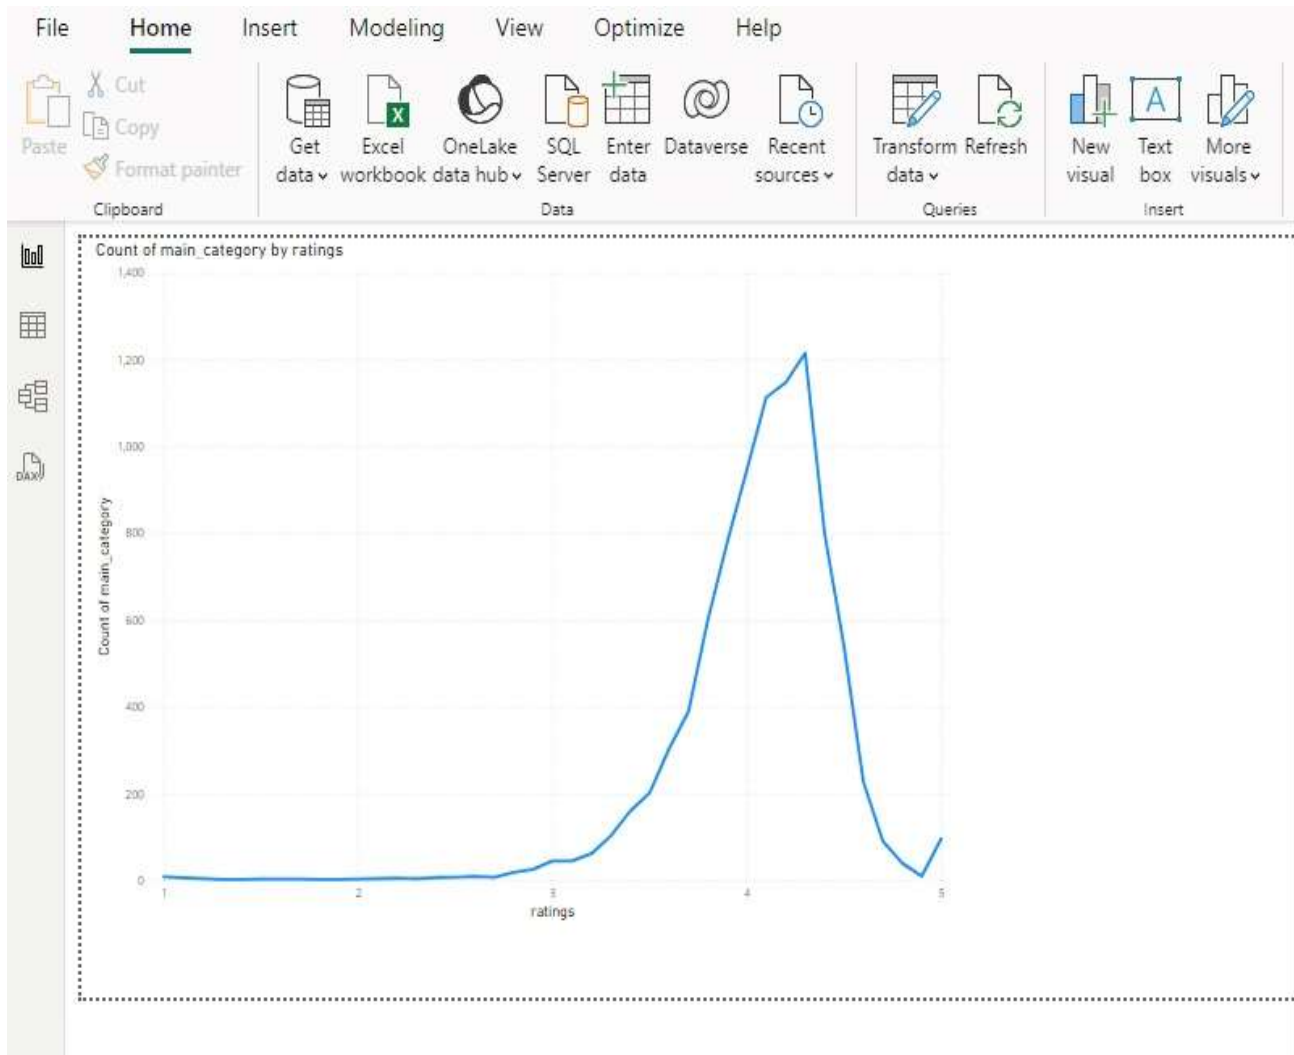 File Home Insert Modeling View Optimize Help
Paste
Cut
Copy
Format painter
Clipboard
Get data
Excel workbook
OneLake data hub
SQL Server
Enter data
Dataverse
Recent sources
Data
Transform data
Refresh
Queries
New visual
Text box
More visuals
Insert
A
X
DAX
Count of main_category by ratings
1,400
1,200
1,000
800
600
400
200
0
Count of main_category
1 2 3 4 5
ratings